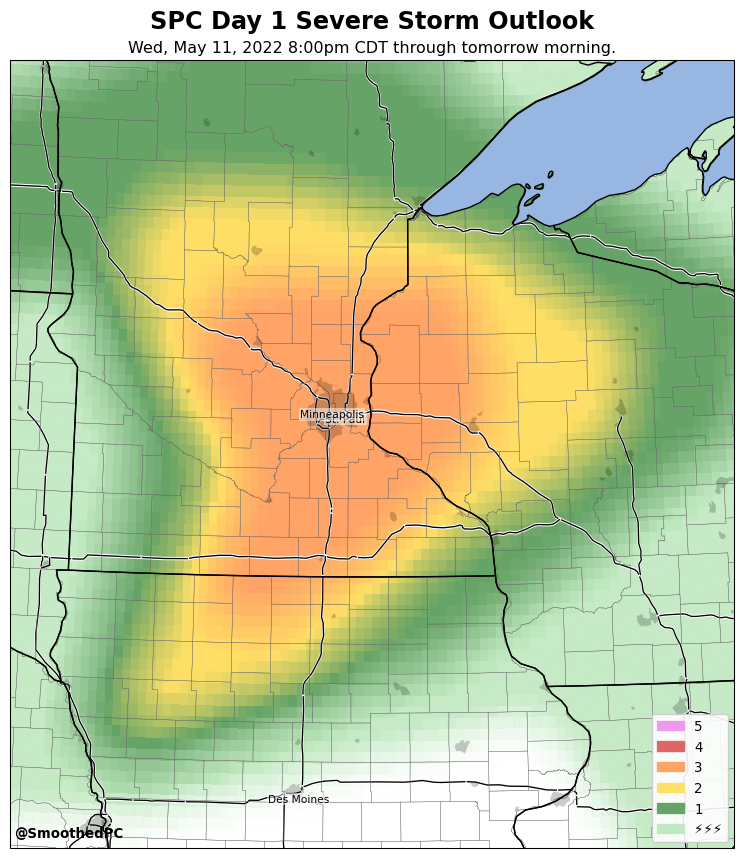 SPC Day 1 Severe Storm Outlook
Wed, May 11, 2022 8:00pm CDT through tomorrow morning.
Minneapolis
St. Paul
Des Moines
5
4
3
2
1
⚡⚡⚡
@SmoothedPC